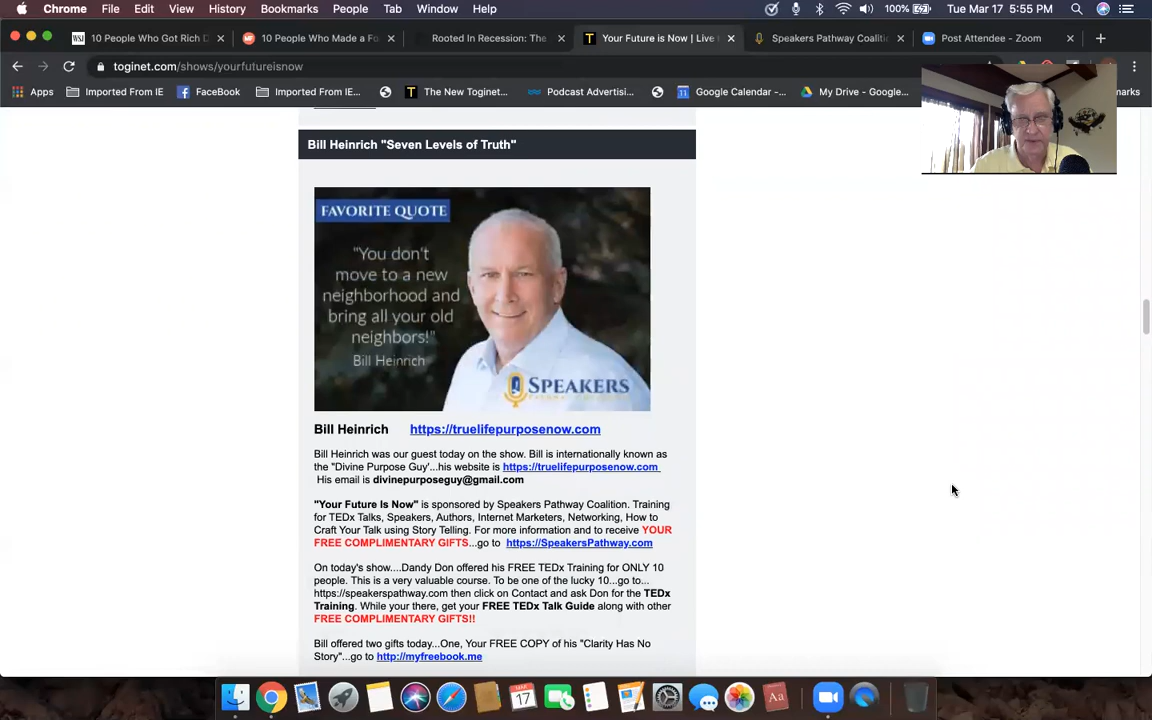 Chrome File Edit View History Bookmarks People Tab Window Help 100% Tue Mar 17 5:55 PM
WSJ 10 People Who Got Rich D 10 People Who Made a Fo Rooted In Recession: The Your Future is Now | Live Speakers Pathway Coaliti Post Attendee - Zoom
toginet.com/shows/yourfutureisnow
Apps Imported From IE FaceBook Imported From IE... The New Toginet... Podcast Advertisi... Google Calendar -... My Drive - Google... marks
Bill Heinrich "Seven Levels of Truth"
FAVORITE QUOTE
"You don't
move to a new
neighborhood and
bring all your old
neighbors!"
Bill Heinrich
SPEAKERS
Bill Heinrich https://truelifepurposenow.com
Bill Heinrich was our guest today on the show. Bill is internationally known as
the "Divine Purpose Guy'...his website is https://truelifepurposenow.com
His email is divinepurposeguy@gmail.com
"Your Future Is Now" is sponsored by Speakers Pathway Coalition. Training
for TEDx Talks, Speakers, Authors, Internet Marketers, Networking, How to
Craft Your Talk using Story Telling. For more information and to receive YOUR
FREE COMPLIMENTARY GIFTS...go to https://SpeakersPathway.com
On today's show....Dandy Don offered his FREE TEDx Training for ONLY 10
people. This is a very valuable course. To be one of the lucky 10...go to...
https://speakerspathway.com then click on Contact and ask Don for the TEDx
Training. While your there, get your FREE TEDx Talk Guide along with other
FREE COMPLIMENTARY GIFTS!!
Bill offered two gifts today...One, Your FREE COPY of his "Clarity Has No
Story"...go to http://myfreebook.me
MAR
17
Aa